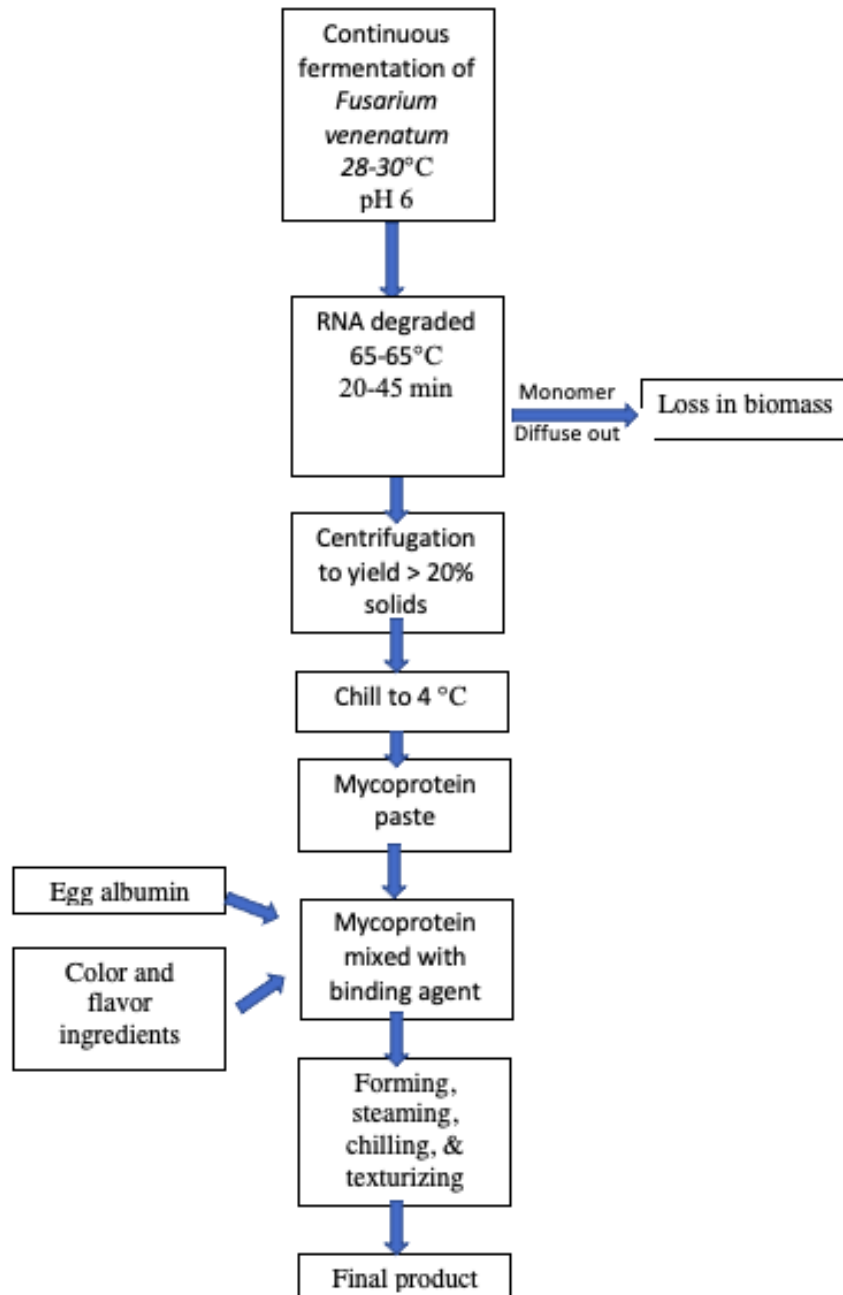 Continuous
fermentation of
Fusarium
venenatum
28-30°C
pH 6
RNA degraded
65-65°C
20-45 min
Monomer
Diffuse out
Loss in biomass
Centrifugation
to yield > 20%
solids
Chill to 4 °C
Mycoprotein
paste
Egg albumin
Color and
flavor
ingredients
Mycoprotein
mixed with
binding agent
Forming,
steaming,
chilling, &
texturizing
Final product